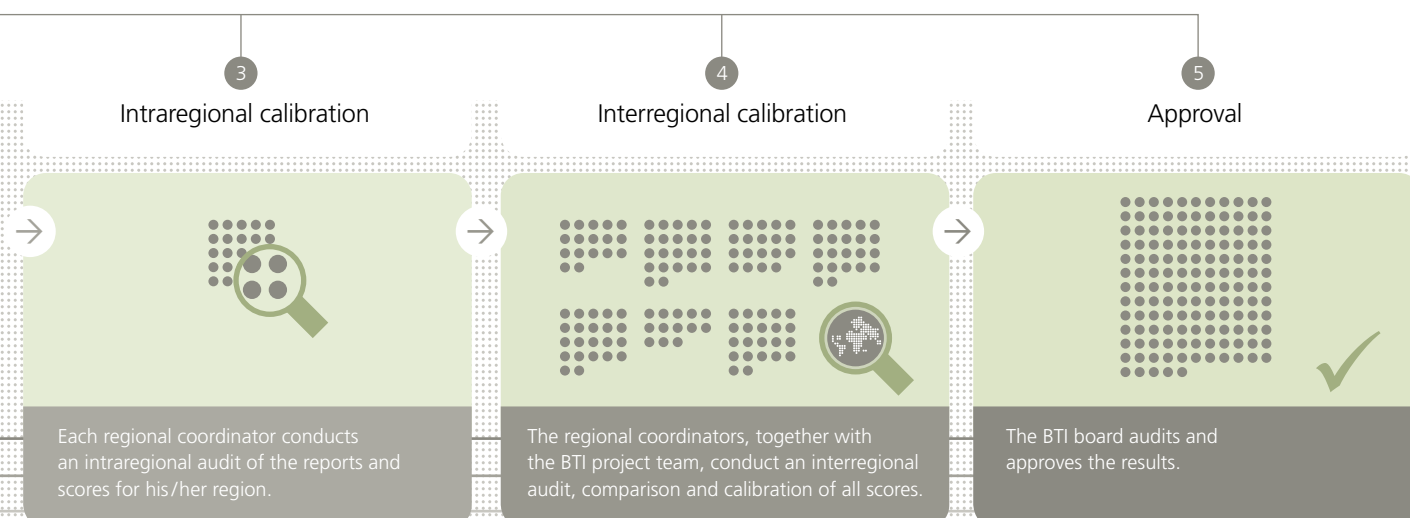 3
Intraregional calibration
Each regional coordinator conducts
an intraregional audit of the reports and
scores for his/her region.
4
Interregional calibration
The regional coordinators, together with
the BTI project team, conduct an interregional
audit, comparison and calibration of all scores.
5
Approval
The BTI board audits and
approves the results.